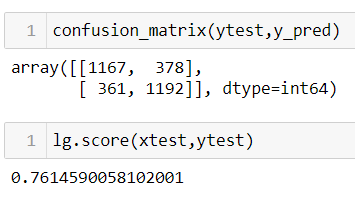 1 confusion_matrix(ytest,y_pred)
array([[1167, 378],
[ 361, 1192]], dtype=int64)
1 lg.score(xtest,ytest)
0.7614590058102001